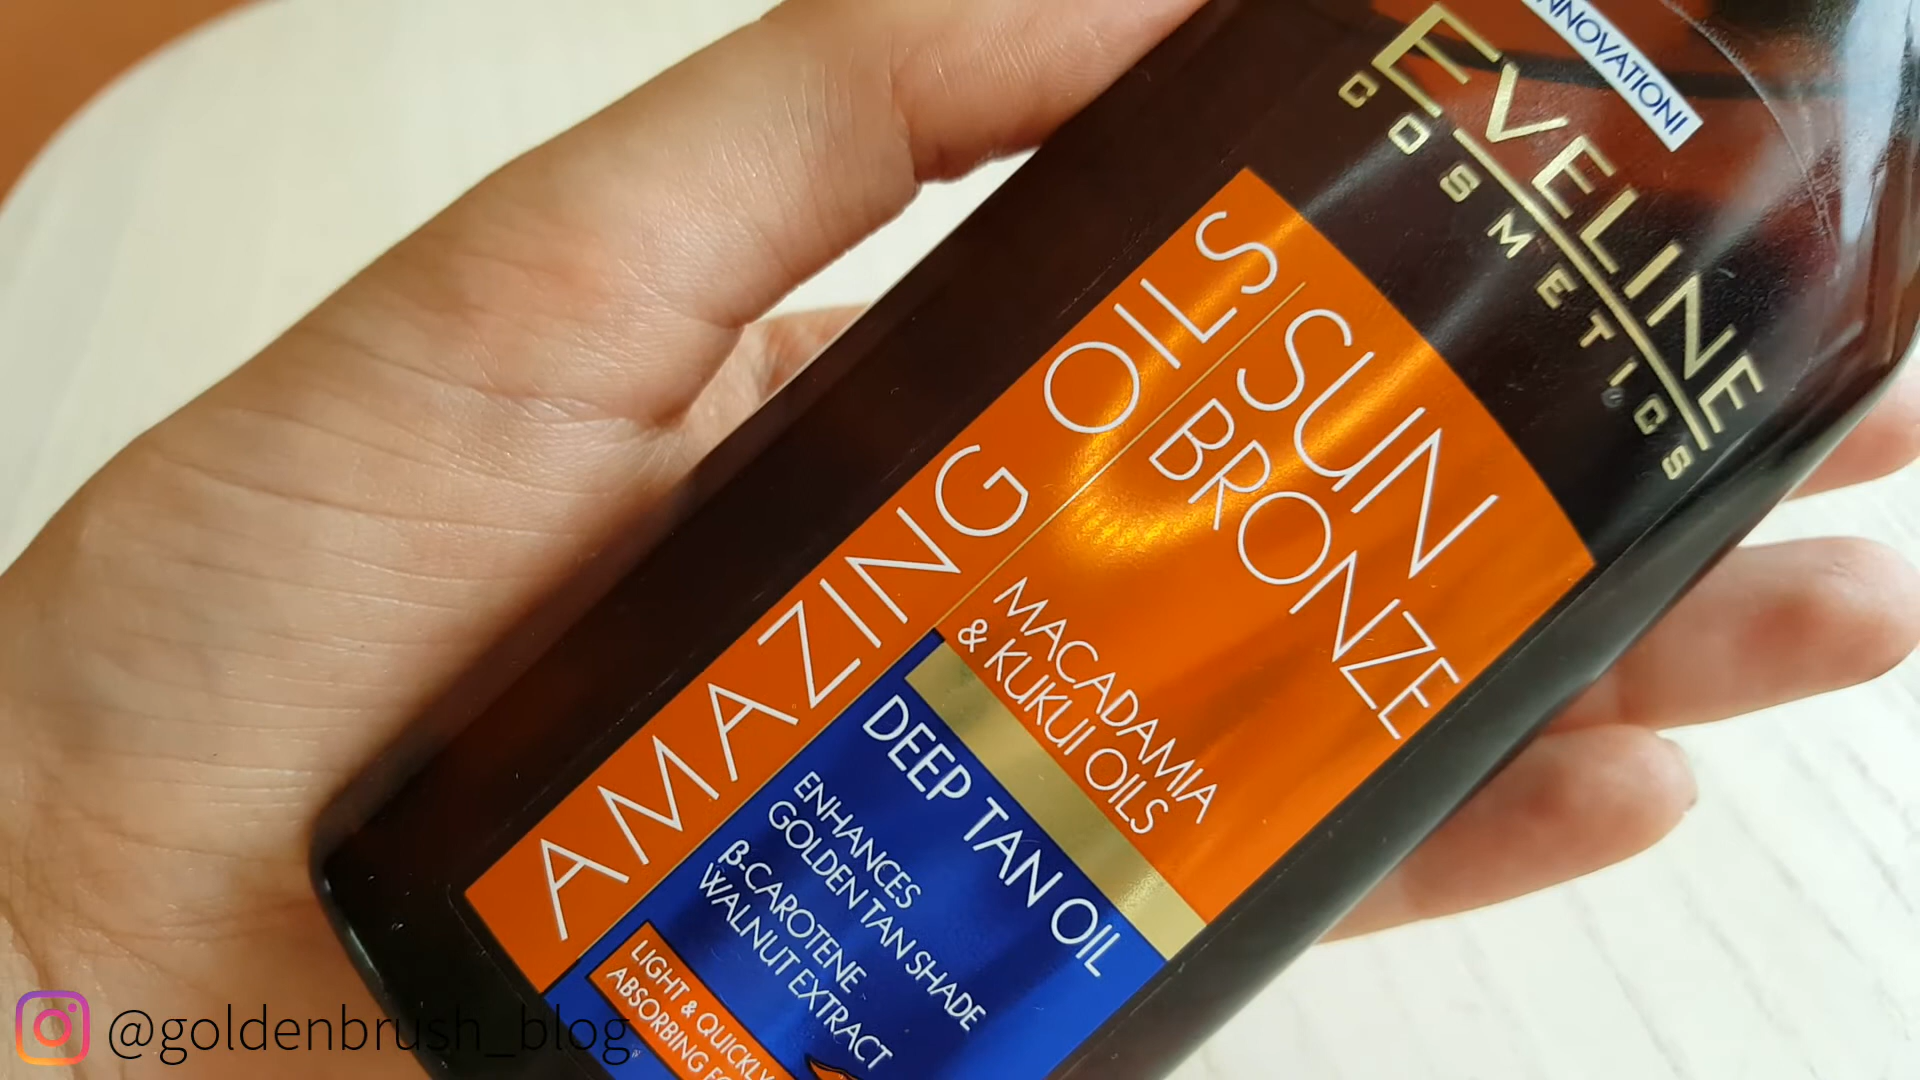 INNOVATION!
EVELINE
COSMETICS
AMAZING OILS
SUN
BRONZE
MACADAMIA
& KUKUI OILS
DEEP TAN OIL
ENHANCES
GOLDEN TAN SHADE
β-CAROTENE
WALNUT EXTRACT
LIGHT & QUICKLY
ABSORBING
@goldenbrush_blog